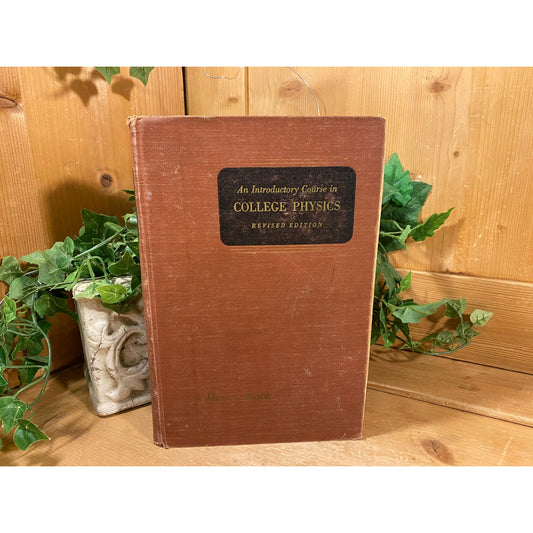 An Introductory Course in
COLLEGE PHYSICS
REVISED EDITION